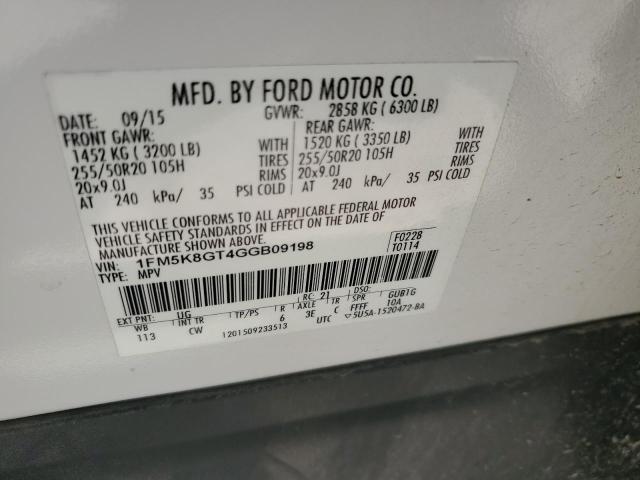 MFD. BY FORD MOTOR CO.
DATE: 09/15 GVWR: 2858 KG ( 6300 LB)
FRONT GAWR: REAR GAWR:
1452 KG ( 3200 LB) WITH 1520 KG ( 3350 LB) WITH
255/50R20 105H TIRES 255/50R20 105H TIRES
20x9.0J RIMS 20x9.0J RIMS
AT 240 kPa/ 35 PSI COLD AT 240 kPa/ 35 PSI COLD
THIS VEHICLE CONFORMS TO ALL APPLICABLE FEDERAL MOTOR
VEHICLE SAFETY STANDARDS IN EFFECT ON THE DATE OF
MANUFACTURE SHOWN ABOVE.
VIN: 1FM5K8GT4GGB09198 F0228
TYPE: MPV T0114
EXT PNT: UG RC: 21 DSO:
WB INT TR TP/PS R AXLE TR SPR GUB1G
113 CW 6 3E C FFFF 10A
1201509233513 UTC ▽5U5A-1520472-BA